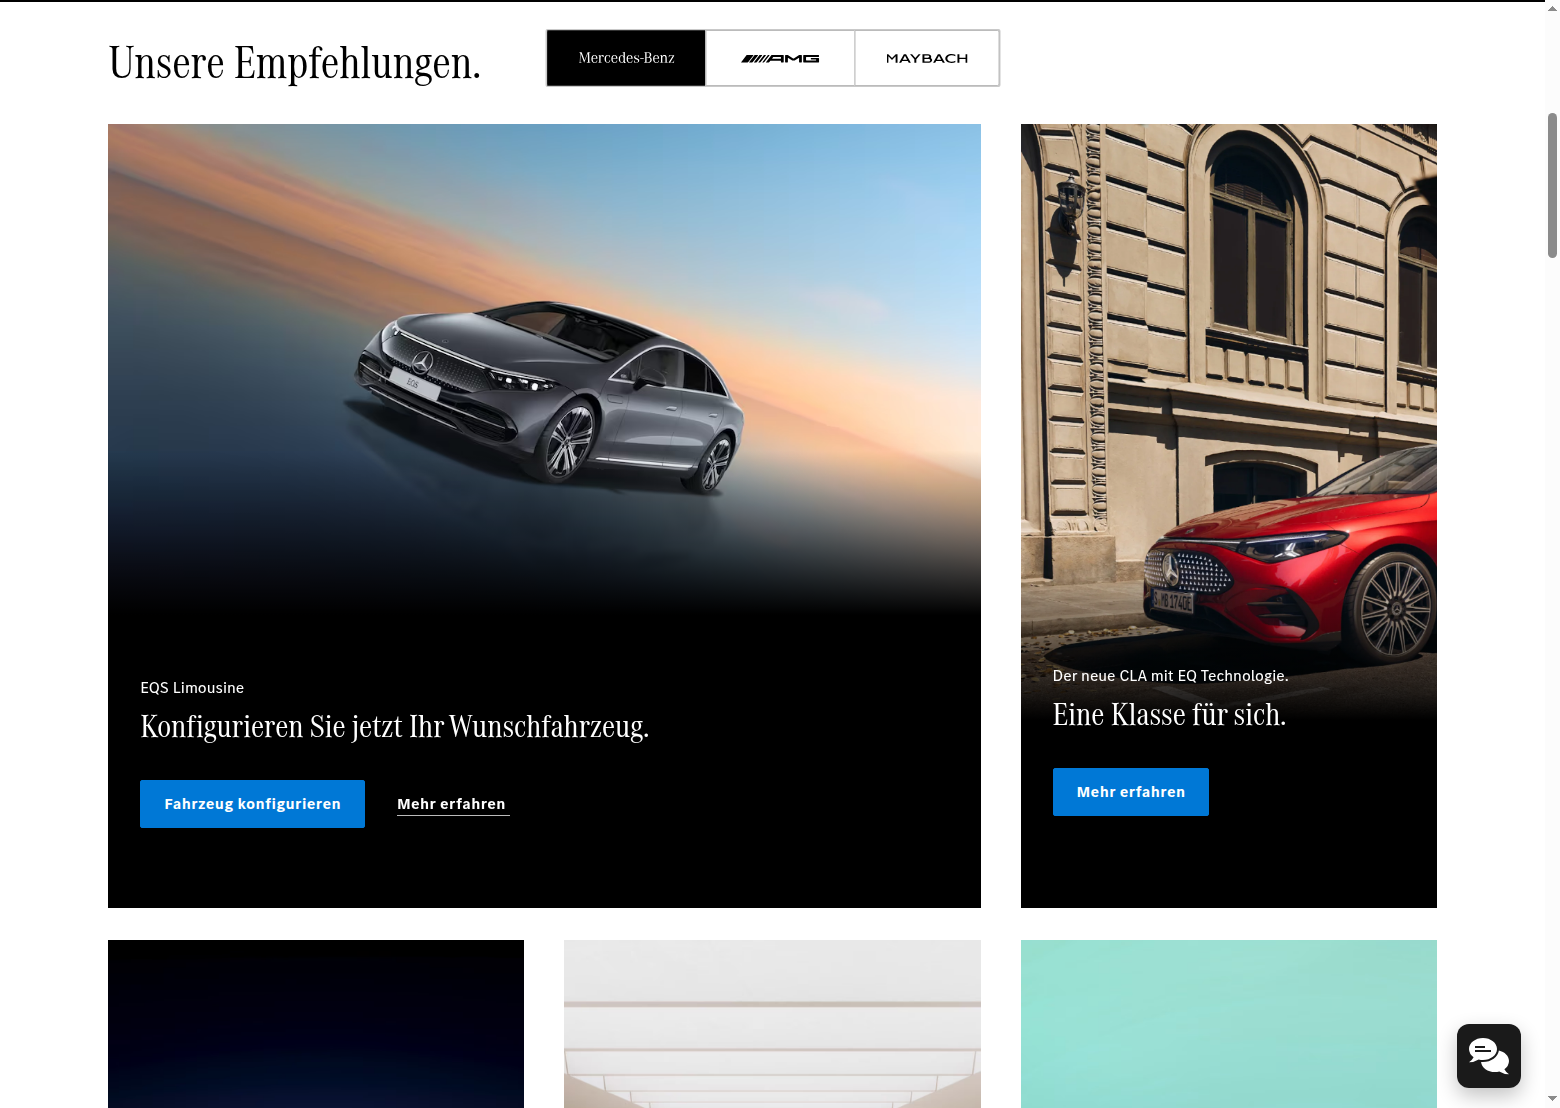 Unsere Empfehlungen.
Mercedes-Benz
AMG
MAYBACH
EQS
EQS Limousine
Konfigurieren Sie jetzt Ihr Wunschfahrzeug.
Fahrzeug konfigurieren
Mehr erfahren
Der neue CLA mit EQ Technologie.
Eine Klasse für sich.
Mehr erfahren